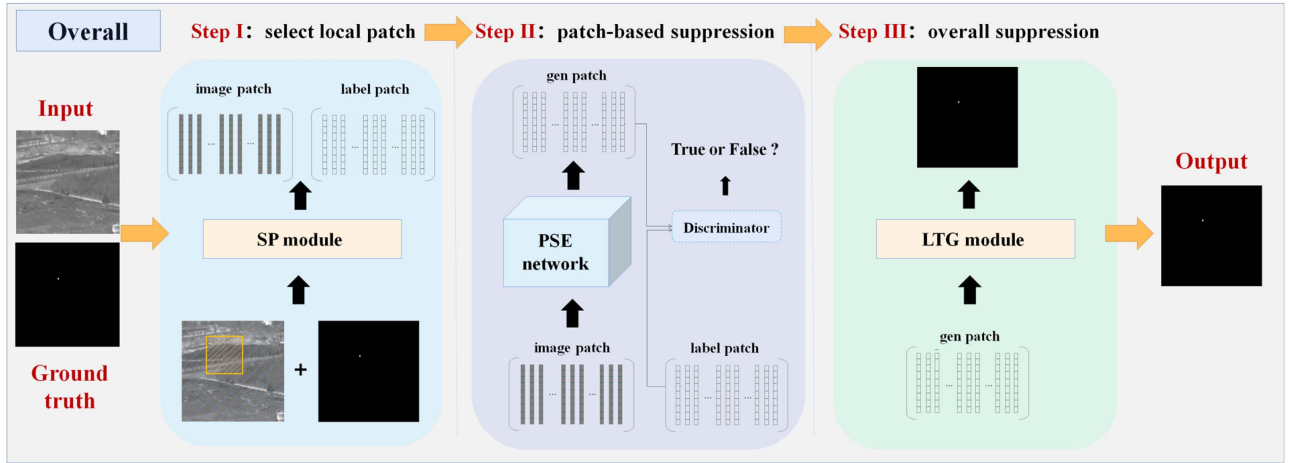 Overall
Step I: select local patch
Step II: patch-based suppression
Step III: overall suppression
Input
Ground
truth
image patch
label patch
...
...
...
...
SP module
+
gen patch
...
...
True or False ?
PSE
network
Discriminator
image patch
label patch
...
...
...
...
LTG module
gen patch
...
...
Output